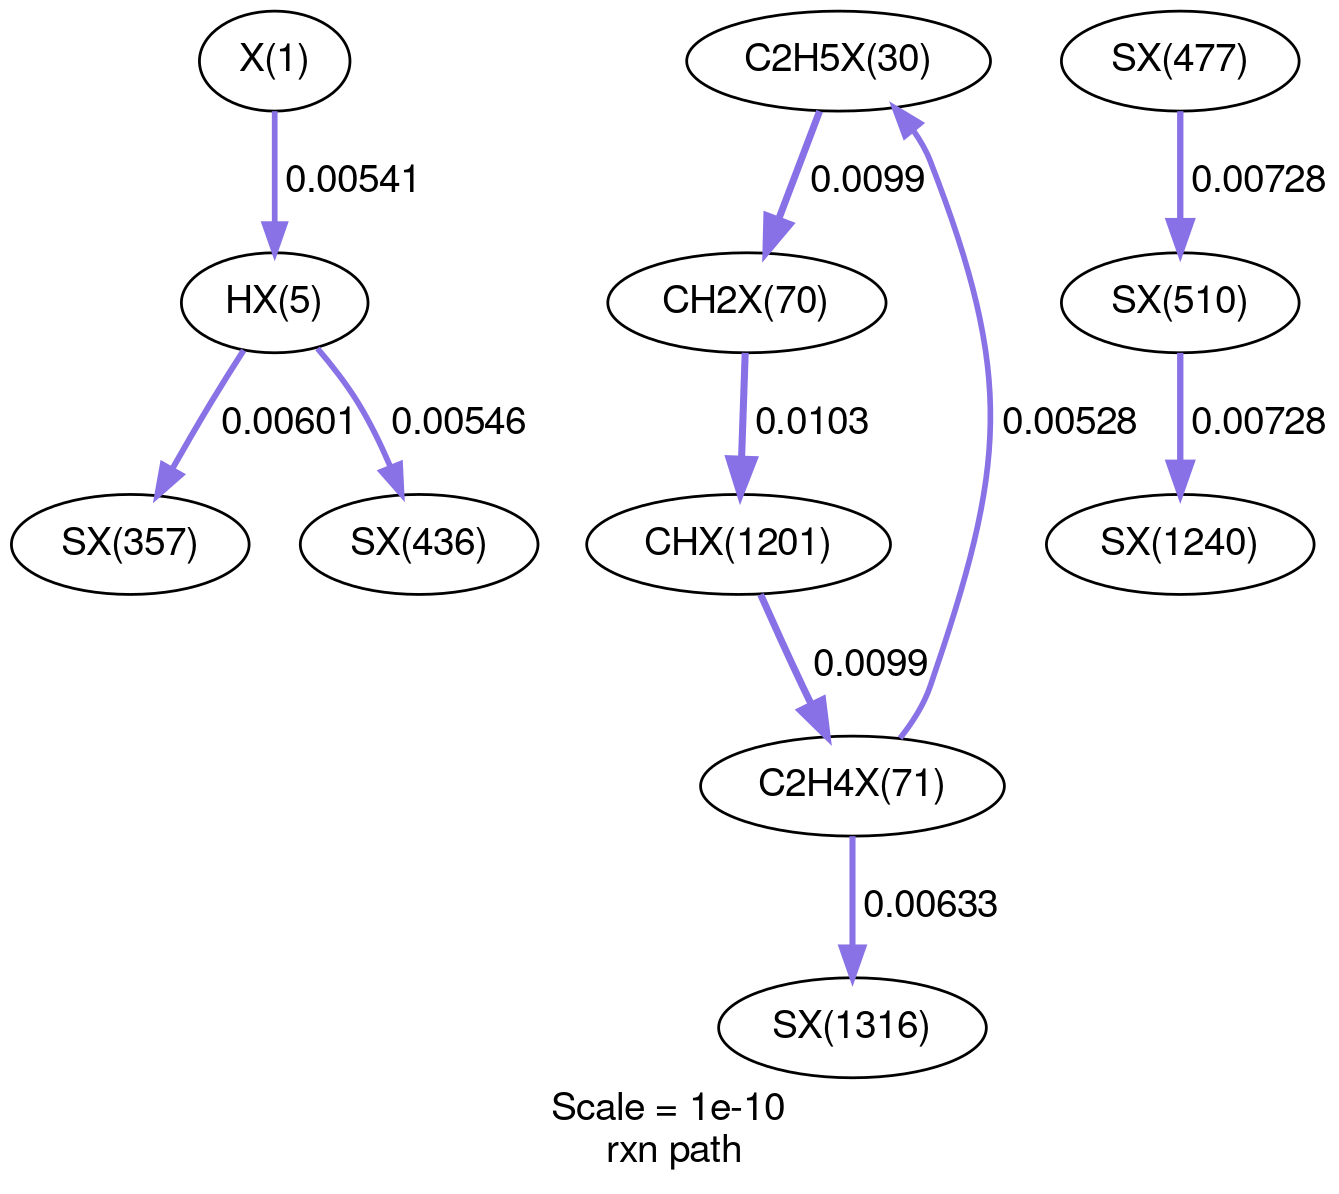 X(1)
C2H5X(30)
SX(477)
0.00541
0.0099
0.00728
HX(5)
CH2X(70)
SX(510)
0.00601
0.00546
0.0103
0.00528
0.00728
SX(357)
SX(436)
CHX(1201)
SX(1240)
0.0099
C2H4X(71)
0.00633
SX(1316)
Scale = 1e-10
rxn path